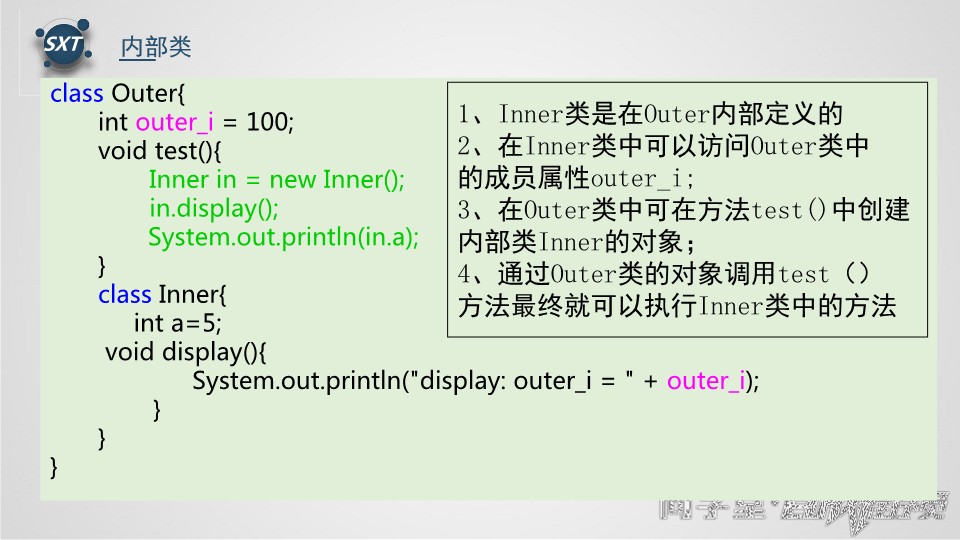 SXT
内部类
class Outer{
int outer_i = 100;
void test(){
Inner in = new Inner();
in.display();
System.out.println(in.a);
}
class Inner{
int a=5;
void display(){
System.out.println("display: outer_i = " + outer_i);
}
}
}
1、Inner类是在Outer内部定义的
2、在Inner类中可以访问Outer类中
的成员属性outer_i;
3、在Outer类中可在方法test()中创建
内部类Inner的对象；
4、通过Outer类的对象调用test（）
方法最终就可以执行Inner类中的方法